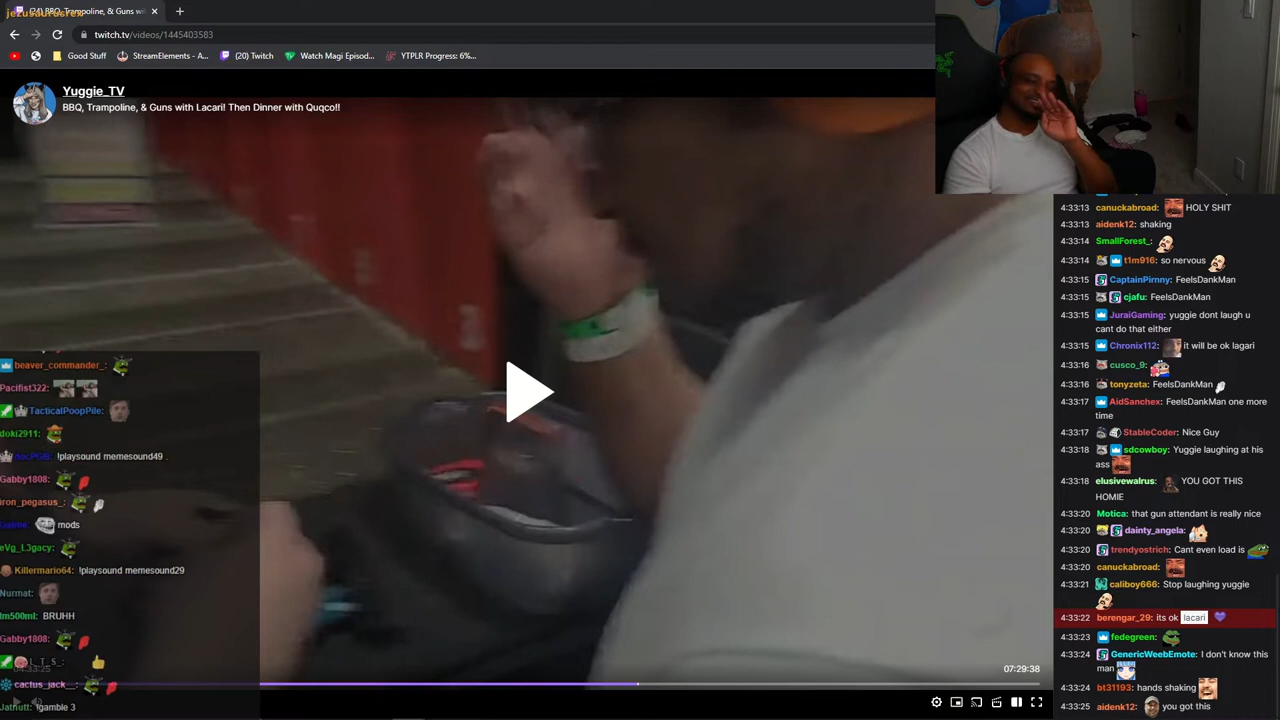 jezusaurusrex
(24) BBQ, Trampoline, & Guns wi
twitch.tv/videos/1445403583
Good Stuff
StreamElements - A...
(20) Twitch
Watch Magi Episod...
YTPLR Progress: 6%...
Yuggie_TV
BBQ, Trampoline, & Guns with Lacari! Then Dinner with Quqco!!
beaver_commander_:
Pacifist322:
TacticalPoopPile:
doki2911:
!playsound memesound49 .
Gabby1808:
iron_pegasus_:
mods
eVg_L3gacy:
Killermario64: !playsound memesound29
Nurmat:
lm500ml: BRUHH
Gabby1808:
L_T_S_:
04:33:25
cactus_jack__:
Jathutt: !gamble 3
07:29:38
4:33:13 canuckabroad: HOLY SHIT
4:33:13 aidenk12: shaking
4:33:14 SmallForest_:
4:33:14 t1m916: so nervous
4:33:15 CaptainPirnny: FeelsDankMan
4:33:15 cjafu: FeelsDankMan
4:33:15 JuraiGaming: yuggie dont laugh u
cant do that either
4:33:15 Chronix112: it will be ok lagari
4:33:16 cusco_9:
4:33:16 tonyzeta: FeelsDankMan
4:33:17 AidSanchex: FeelsDankMan one more
time
4:33:17 StableCoder: Nice Guy
4:33:18 sdcowboy: Yuggie laughing at his
ass
4:33:18 elusivewalrus: YOU GOT THIS
HOMIE
4:33:20 Motica: that gun attendant is really nice
4:33:20 dainty_angela:
4:33:20 trendyostrich: Cant even load is
4:33:20 canuckabroad:
4:33:21 caliboy666: Stop laughing yuggie
4:33:22 berengar_29: its ok lacari
4:33:23 fedegreen:
4:33:24 GenericWeebEmote: I don't know this
man
4:33:24 bt31193: hands shaking
4:33:25 aidenk12: you got this